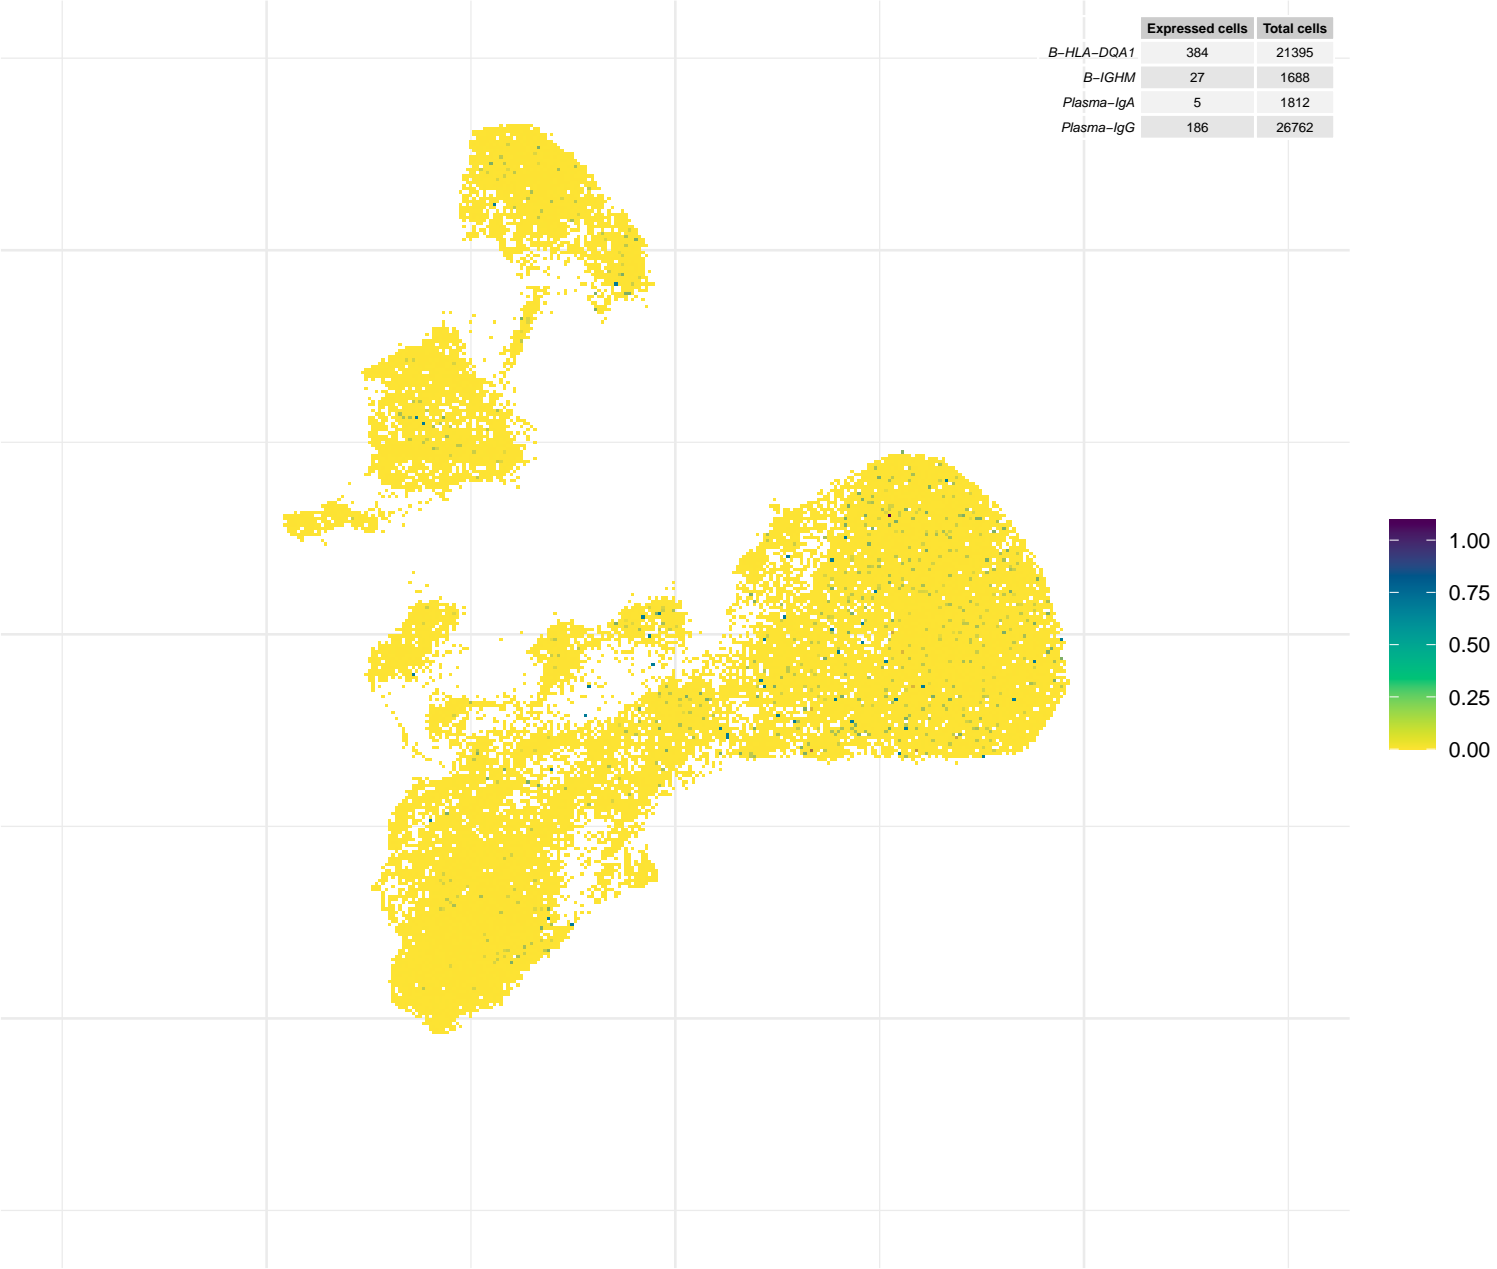 Expressed cells Total cells
B−HLA−DQA1 384 21395
B−IGHM 27 1688
Plasma−IgA 5 1812
Plasma−IgG 186 26762
1.00
0.75
0.50
0.25
0.00